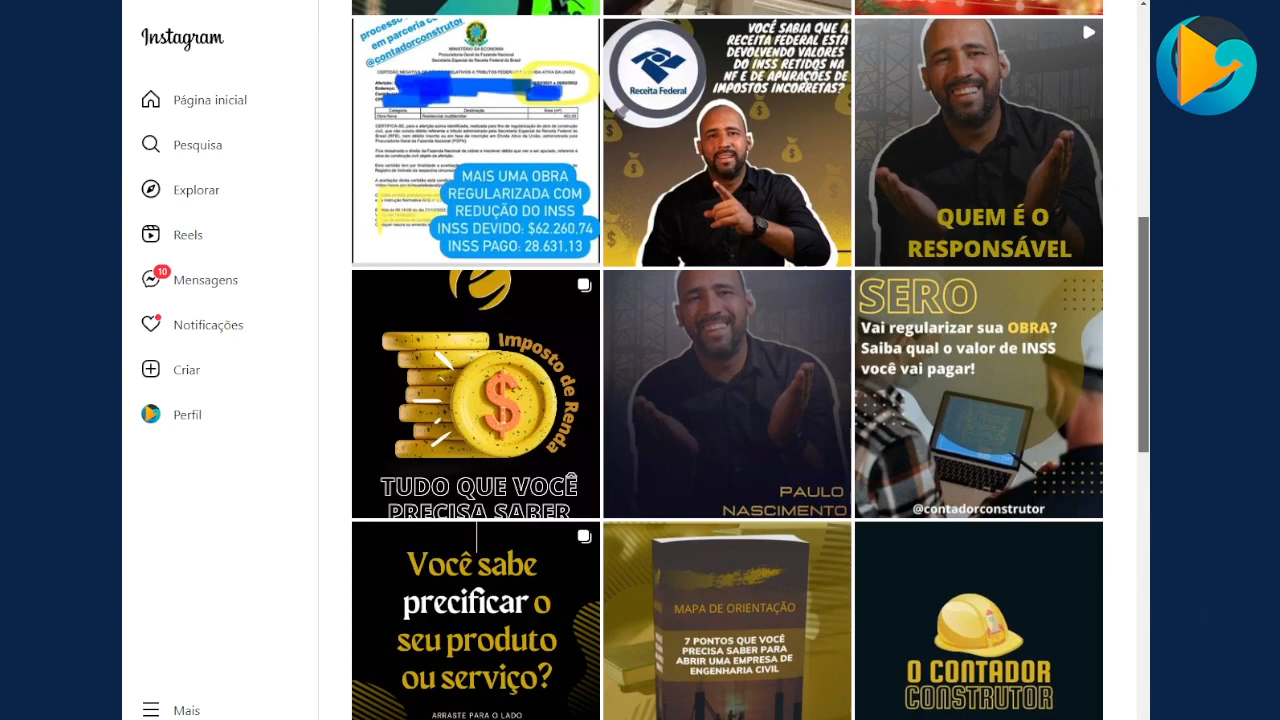 Instagram
Página inicial
Pesquisa
Explorar
Reels
10
Mensagens
Notificações
Criar
Perfil
Mais
processo
em parceria c
@contadorconstrutor
MINISTÉRIO DA ECONOMIA
Procuradoria-Geral da Fazenda Nacional
Secretaria Especial da Receita Federal do Brasil
MAIS UMA OBRA
REGULARIZADA COM
REDUÇÃO DO INSS
INSS DEVIDO: $62.260,74
INSS PAGO: 28.631,13
VOCÊ SABIA QUE A
RECEITA FEDERAL ESTÁ
DEVOLVENDO VALORES
DO INSS RETIDOS NA
NF E DE APURAÇÕES DE
IMPOSTOS INCORRETAS?
Receita Federal
QUEM É O
RESPONSÁVEL
Imposto de Renda
$
TUDO QUE VOCÊ
PRECISA SABER
PAULO
NASCIMENTO
SERO
Vai regularizar sua OBRA?
Saiba qual o valor de INSS
você vai pagar!
@contadorconstrutor
Você sabe
precificar o
seu produto
ou serviço?
ARRASTE PARA O LADO
MAPA DE ORIENTAÇÃO
7 PONTOS QUE VOCÊ
PRECISA SABER PARA
ABRIR UMA EMPRESA DE
ENGENHARIA CIVIL
O CONTADOR
CONSTRUTOR